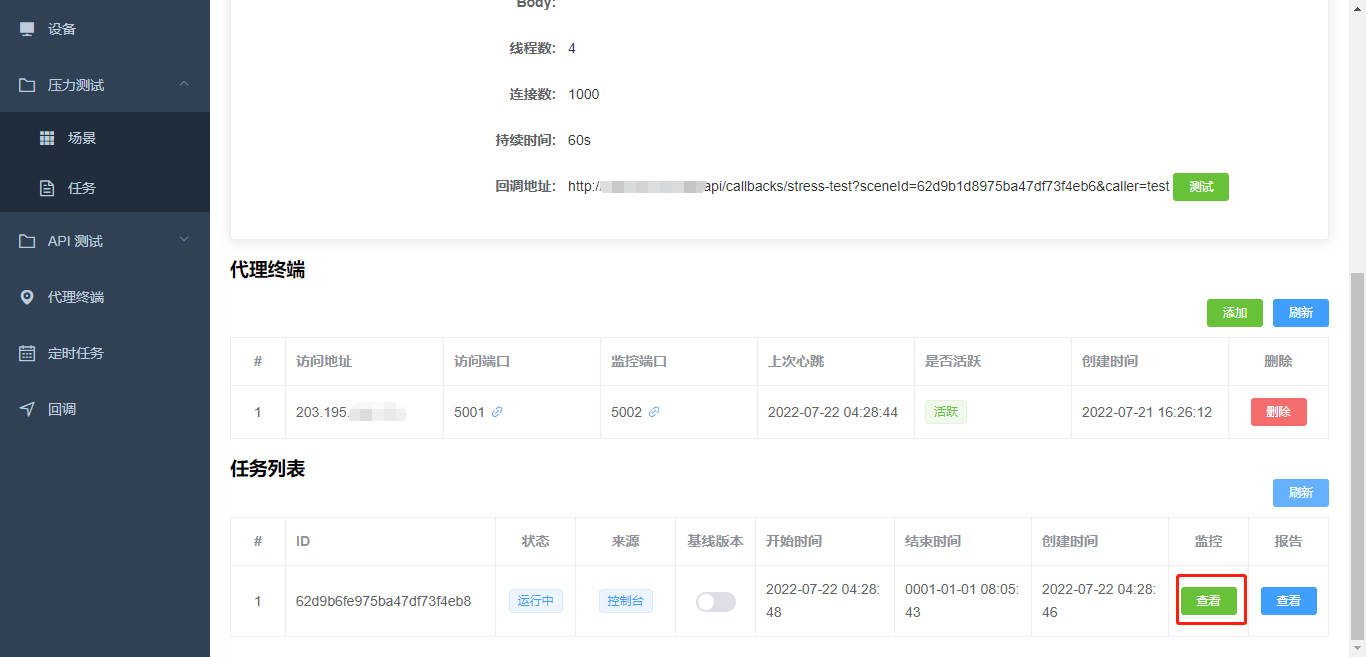 设备
压力测试
场景
任务
API 测试
代理终端
定时任务
回调
Body:
线程数: 4
连接数: 1000
持续时间: 60s
回调地址: http:/ api/callbacks/stress-test?sceneId=62d9b1d8975ba47df73f4eb6&caller=test 测试
代理终端
添加 刷新
# 访问地址 访问端口 监控端口 上次心跳 是否活跃 创建时间 删除
1 203.195. 5001 5002 2022-07-22 04:28:44 活跃 2022-07-21 16:26:12 删除
任务列表
刷新
# ID 状态 来源 基线版本 开始时间 结束时间 创建时间 监控 报告
1 62d9b6fe975ba47df73f4eb8 运行中 控制台 2022-07-22 04:28: 0001-01-01 08:05: 2022-07-22 04:28: 查看 查看
48 43 46